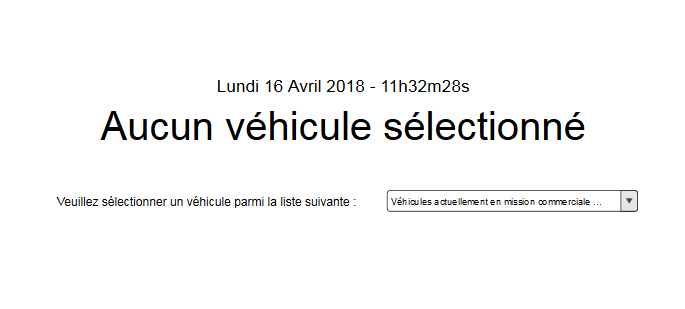 Lundi 16 Avril 2018 - 11h32m28s
Aucun véhicule sélectionné
Veuillez sélectionner un véhicule parmi la liste suivante :
Véhicules actuellement en mission commerciale ...